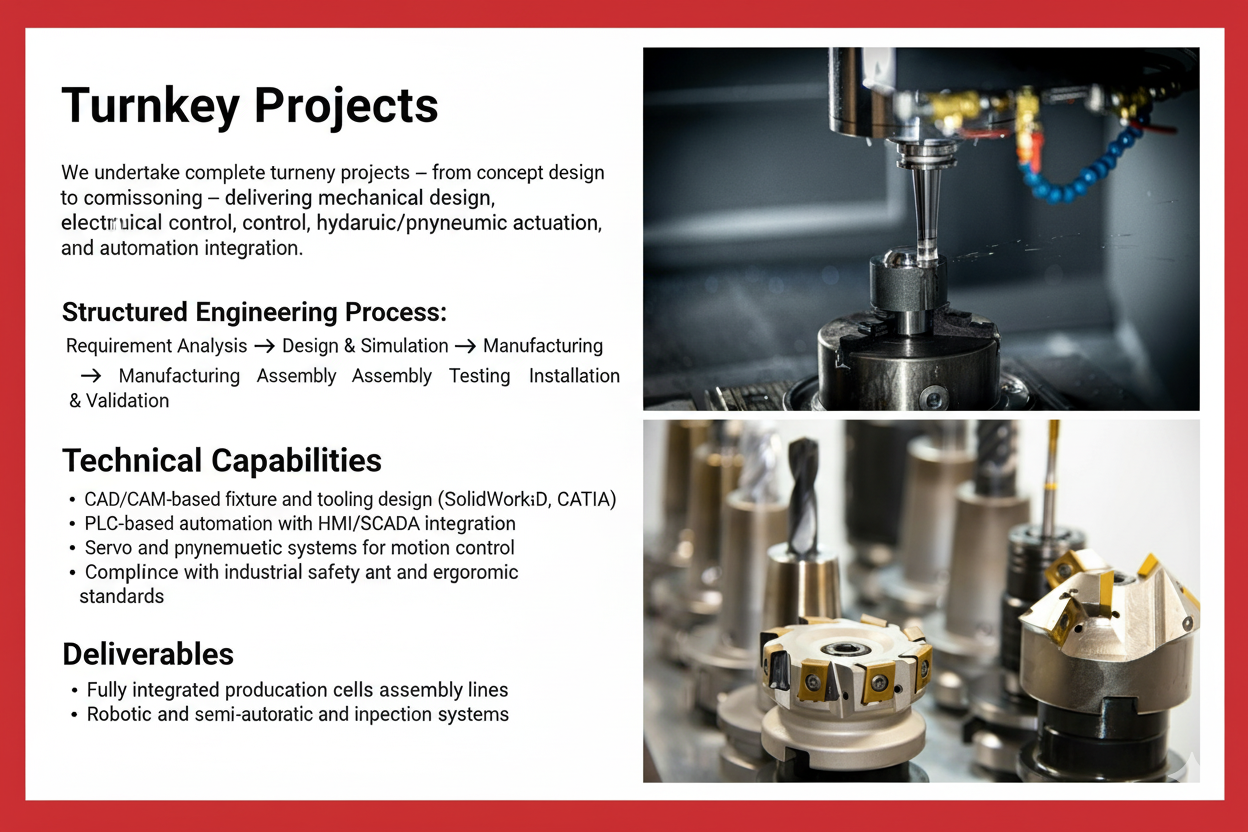 Turnkey Projects
We undertake complete turneny projects – from concept design
to comissoning – delivering mechanical design,
control, control, hydaruic/pnyneumic actuation,
and automation integration.
Structured Engineering Process:
Requirement Analysis → Design & Simulation → Manufacturing
→ Manufacturing Assembly Assembly Testing Installation
& Validation
Technical Capabilities
• CAD/CAM-based fixture and tooling design (CATIA)
• PLC-based automation with HMI/SCADA integration
• Servo and pnynemuetic systems for motion control
• Complince with industrial safety ant and ergoromic
standards
Deliverables
• Fully integrated producation cells assembly lines
• Robotic and semi-autoratic and inpection systems